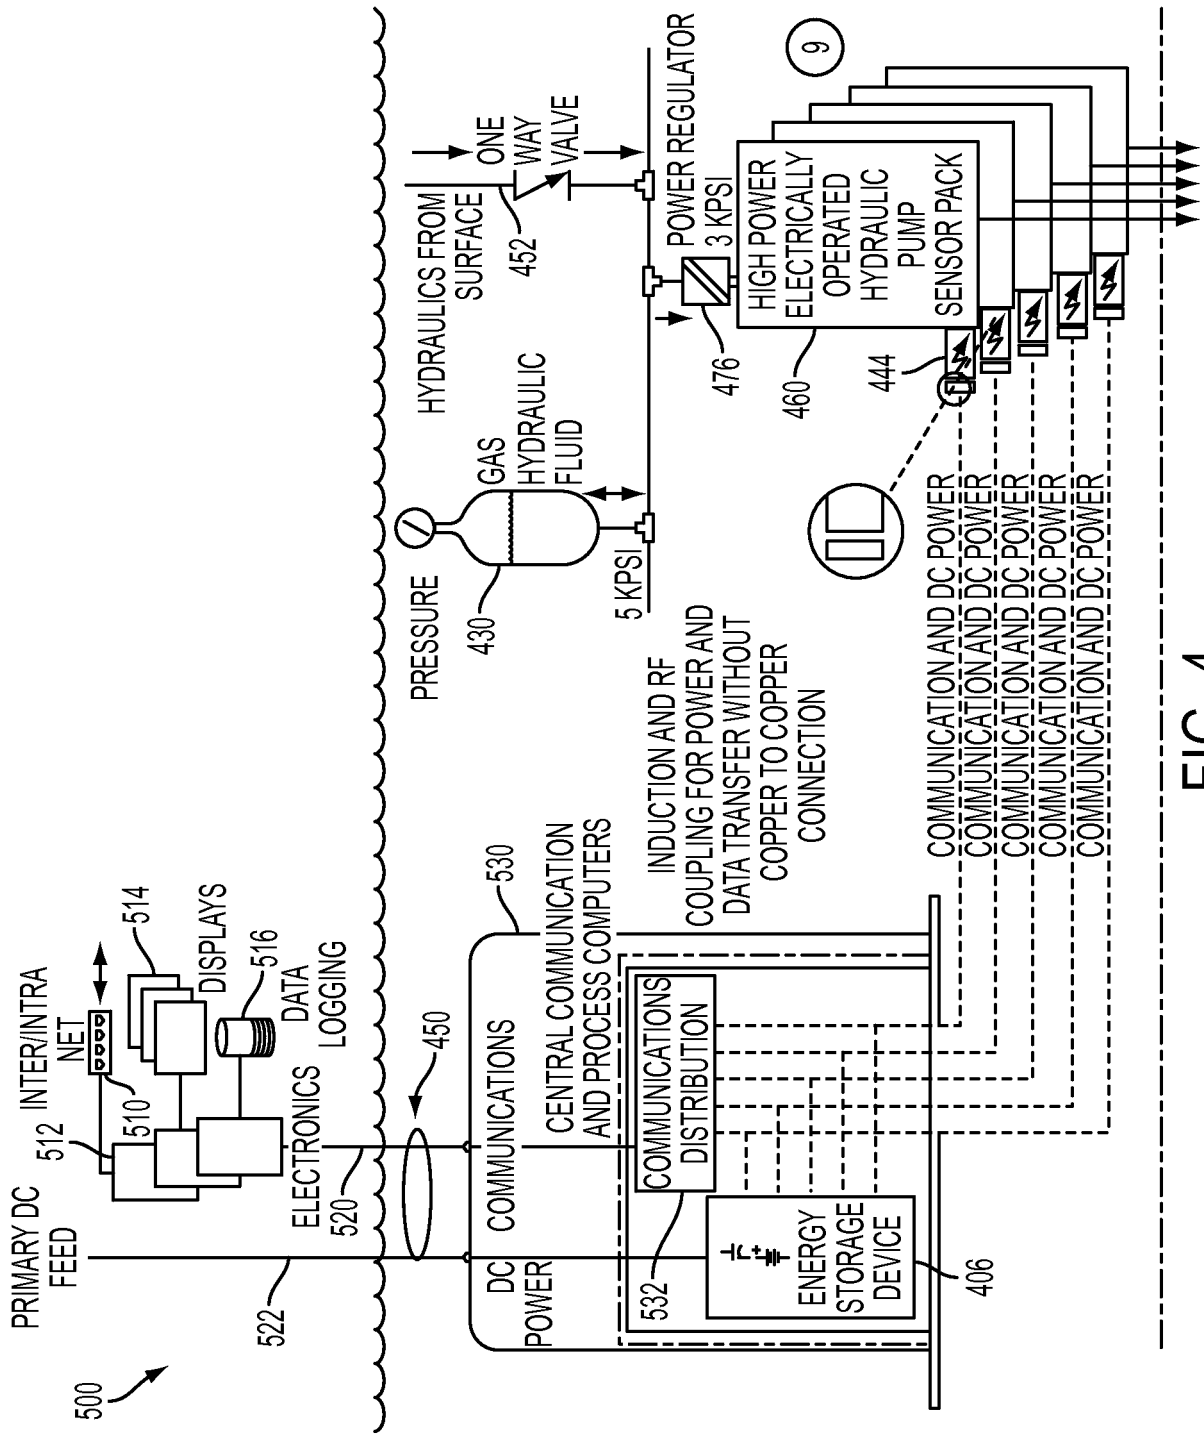 500
PRIMARY DC
FEED
522
512
INTER/INTRA
NET
510
514
DISPLAYS
516
DATA
LOGGING
ELECTRONICS
520
450
DC
POWER
COMMUNICATIONS
530
CENTRAL COMMUNICATION
AND PROCESS COMPUTERS
COMMUNICATIONS
DISTRIBUTION
532
ENERGY
STORAGE
DEVICE
406
PRESSURE
430
GAS
HYDRAULIC
FLUID
5 KPSI
HYDRAULICS FROM
SURFACE
452
ONE
WAY
VALVE
POWER REGULATOR
3 KPSI
476
HIGH POWER
ELECTRICALLY
OPERATED
HYDRAULIC
PUMP
SENSOR PACK
460
444
9
INDUCTION AND RF
COUPLING FOR POWER AND
DATA TRANSFER WITHOUT
COPPER TO COPPER
CONNECTION
COMMUNICATION AND DC POWER
COMMUNICATION AND DC POWER
COMMUNICATION AND DC POWER
COMMUNICATION AND DC POWER
COMMUNICATION AND DC POWER
FIG. 4